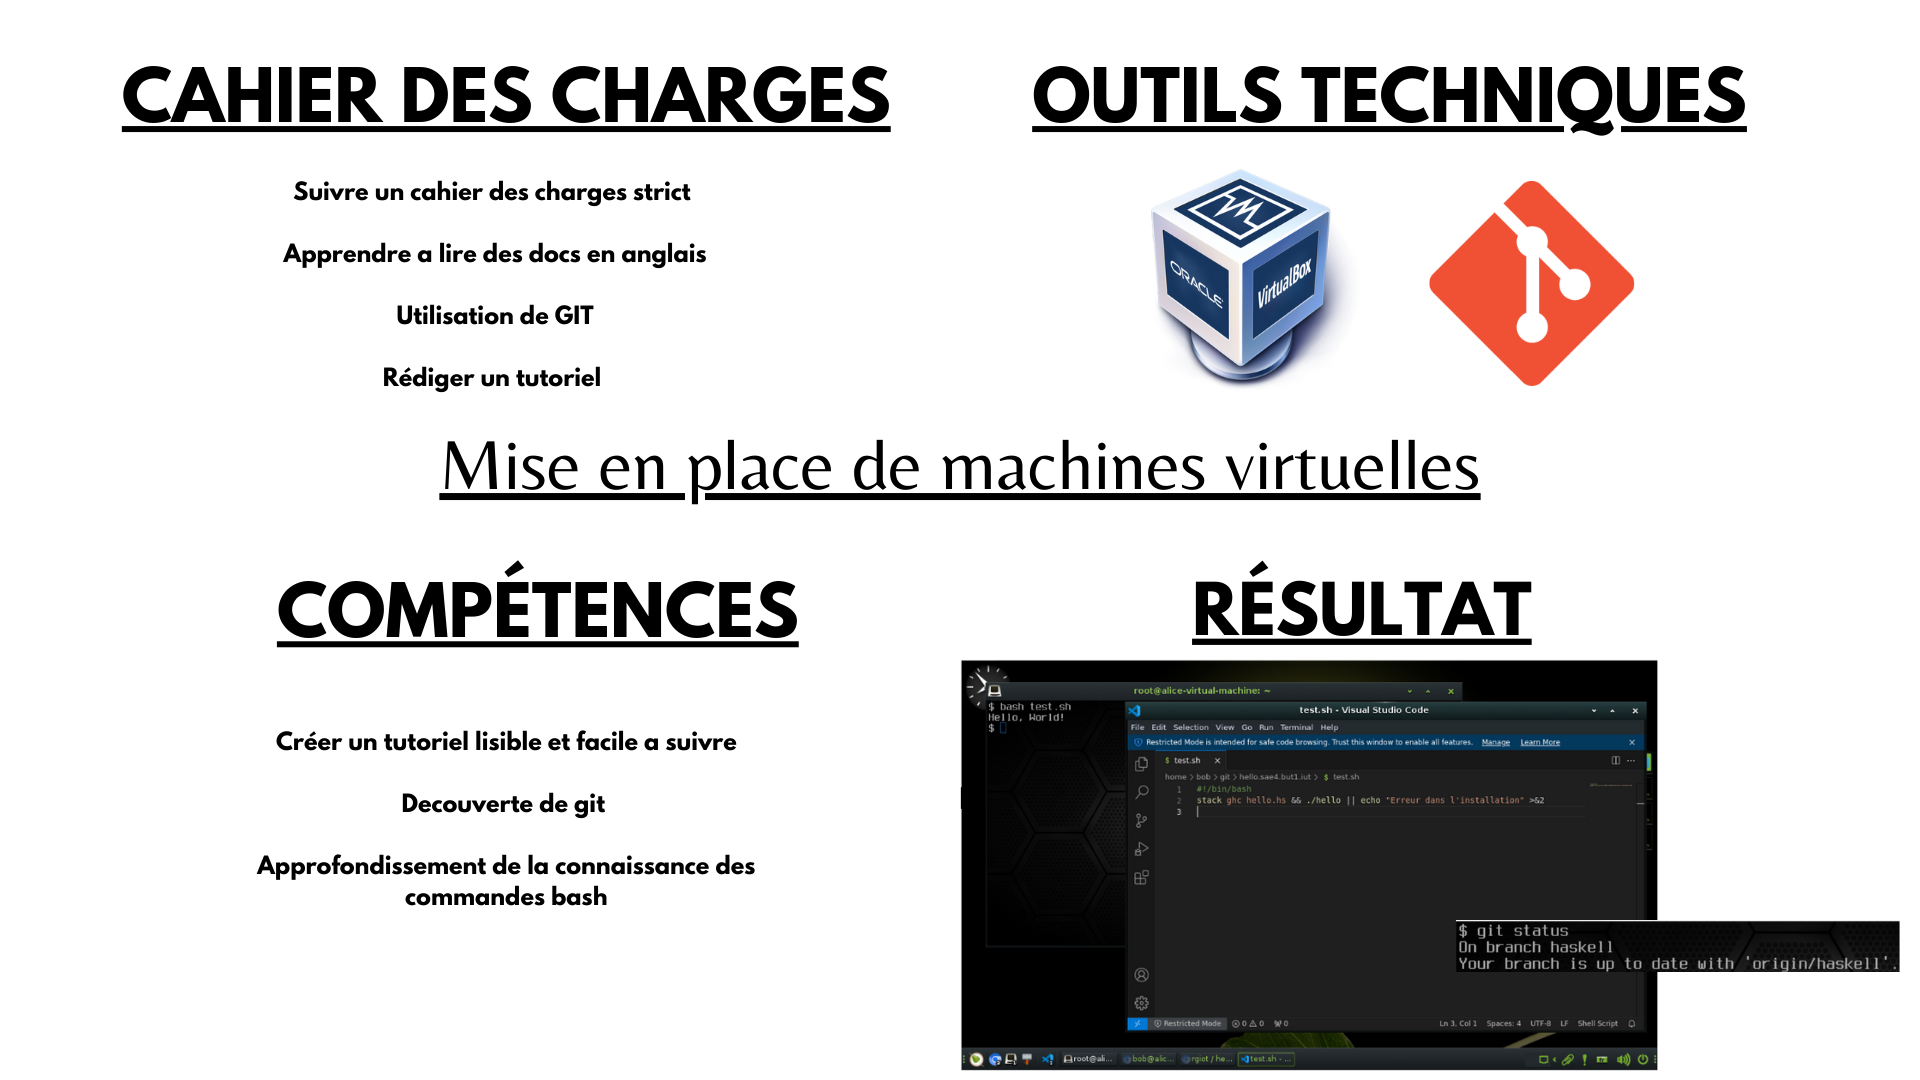 CAHIER DES CHARGES
Suivre un cahier des charges strict
Apprendre a lire des docs en anglais
Utilisation de GIT
Rédiger un tutoriel
OUTILS TECHNIQUES
ORACLE
VirtualBox
Mise en place de machines virtuelles
COMPÉTENCES
Créer un tutoriel lisible et facile a suivre
Decouverte de git
Approfondissement de la connaissance des
commandes bash
RÉSULTAT
root@alice-virtual-machine: ~
$ bash test.sh
Hello, World!
$
test.sh - Visual Studio Code
File Edit Selection View Go Run Terminal Help
Restricted Mode is intended for safe code browsing. Trust this window to enable all features. Manage Learn More
$ test.sh
home > bob > git > hello.sae4.but1.iut > $ test.sh
1 #!/bin/bash
2 stack ghc hello.hs && ./hello || echo "Erreur dans l'installation" >&2
3
$ git status
On branch haskell
Your branch is up to date with 'origin/haskell'.
Restricted Mode 0 0 0 Ln 3, Col 1 Spaces: 4 UTF-8 LF Shell Script
root@ali... bob@alic... rgiot / he... test.sh - ...